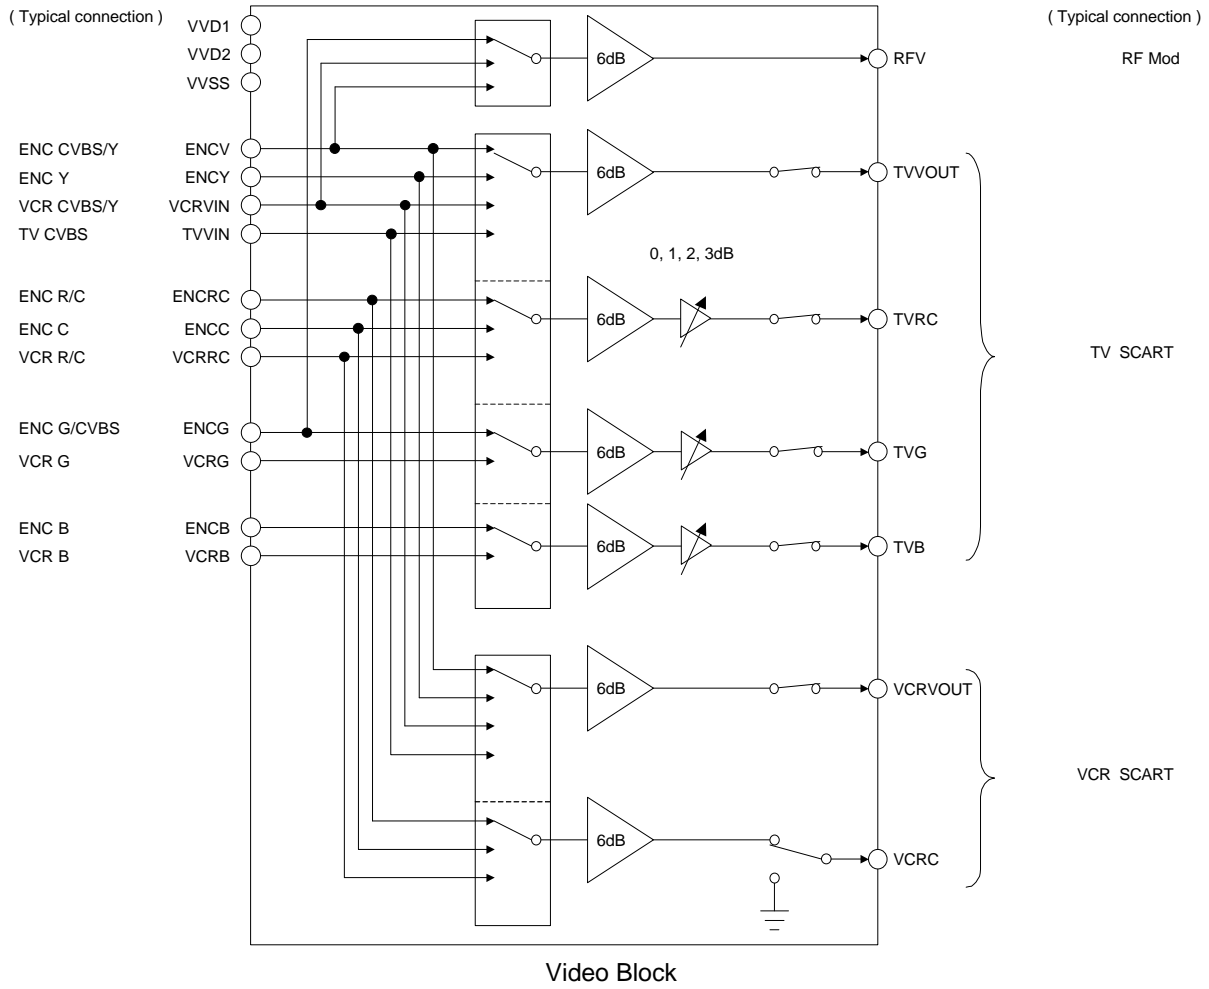 ( Typical connection )
( Typical connection )
VVD1
VVD2
VVSS
6dB
RFV
RF Mod
ENC CVBS/Y ENCV
ENC Y ENCY
VCR CVBS/Y VCRVIN
TV CVBS TVVIN
6dB
TVVOUT
0, 1, 2, 3dB
ENC R/C ENCRC
ENC C ENCC
VCR R/C VCRRC
6dB
TVRC
TV SCART
ENC G/CVBS ENCG
VCR G VCRG
6dB
TVG
ENC B ENCB
VCR B VCRB
6dB
TVB
6dB
VCRVOUT
VCR SCART
6dB
VCRC
Video Block